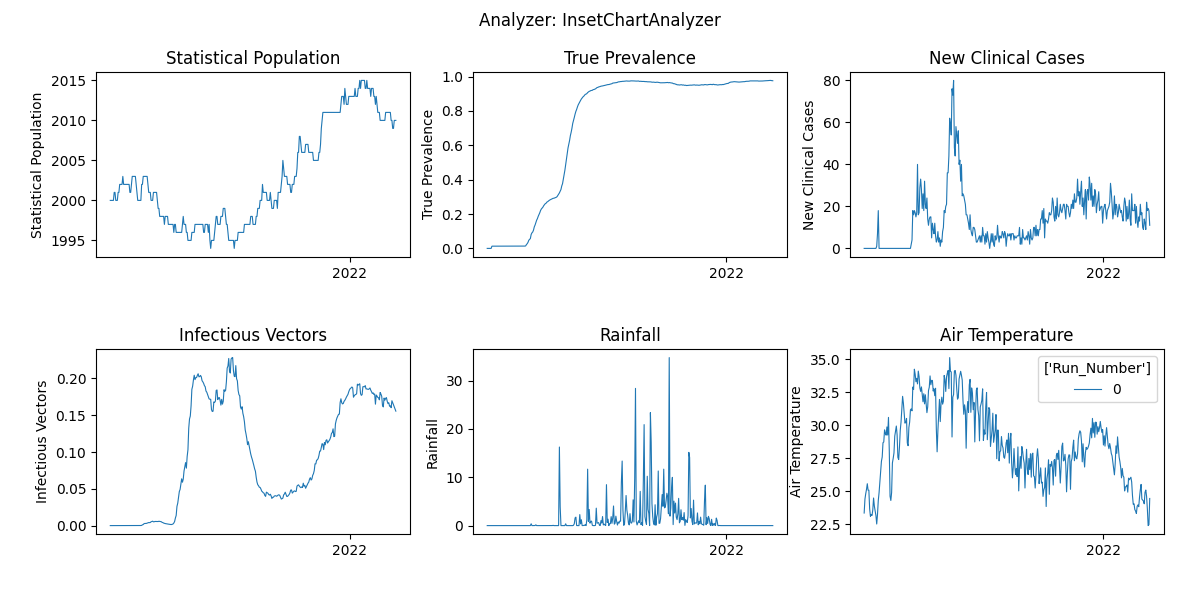 Analyzer: InsetChartAnalyzer
Statistical Population
Statistical Population
2015
2010
2005
2000
1995
2022
True Prevalence
True Prevalence
1.0
0.8
0.6
0.4
0.2
0.0
2022
New Clinical Cases
New Clinical Cases
80
60
40
20
0
2022
Infectious Vectors
Infectious Vectors
0.20
0.15
0.10
0.05
0.00
2022
Rainfall
Rainfall
30
20
10
0
2022
Air Temperature
Air Temperature
35.0
32.5
30.0
27.5
25.0
22.5
2022
['Run_Number']
0